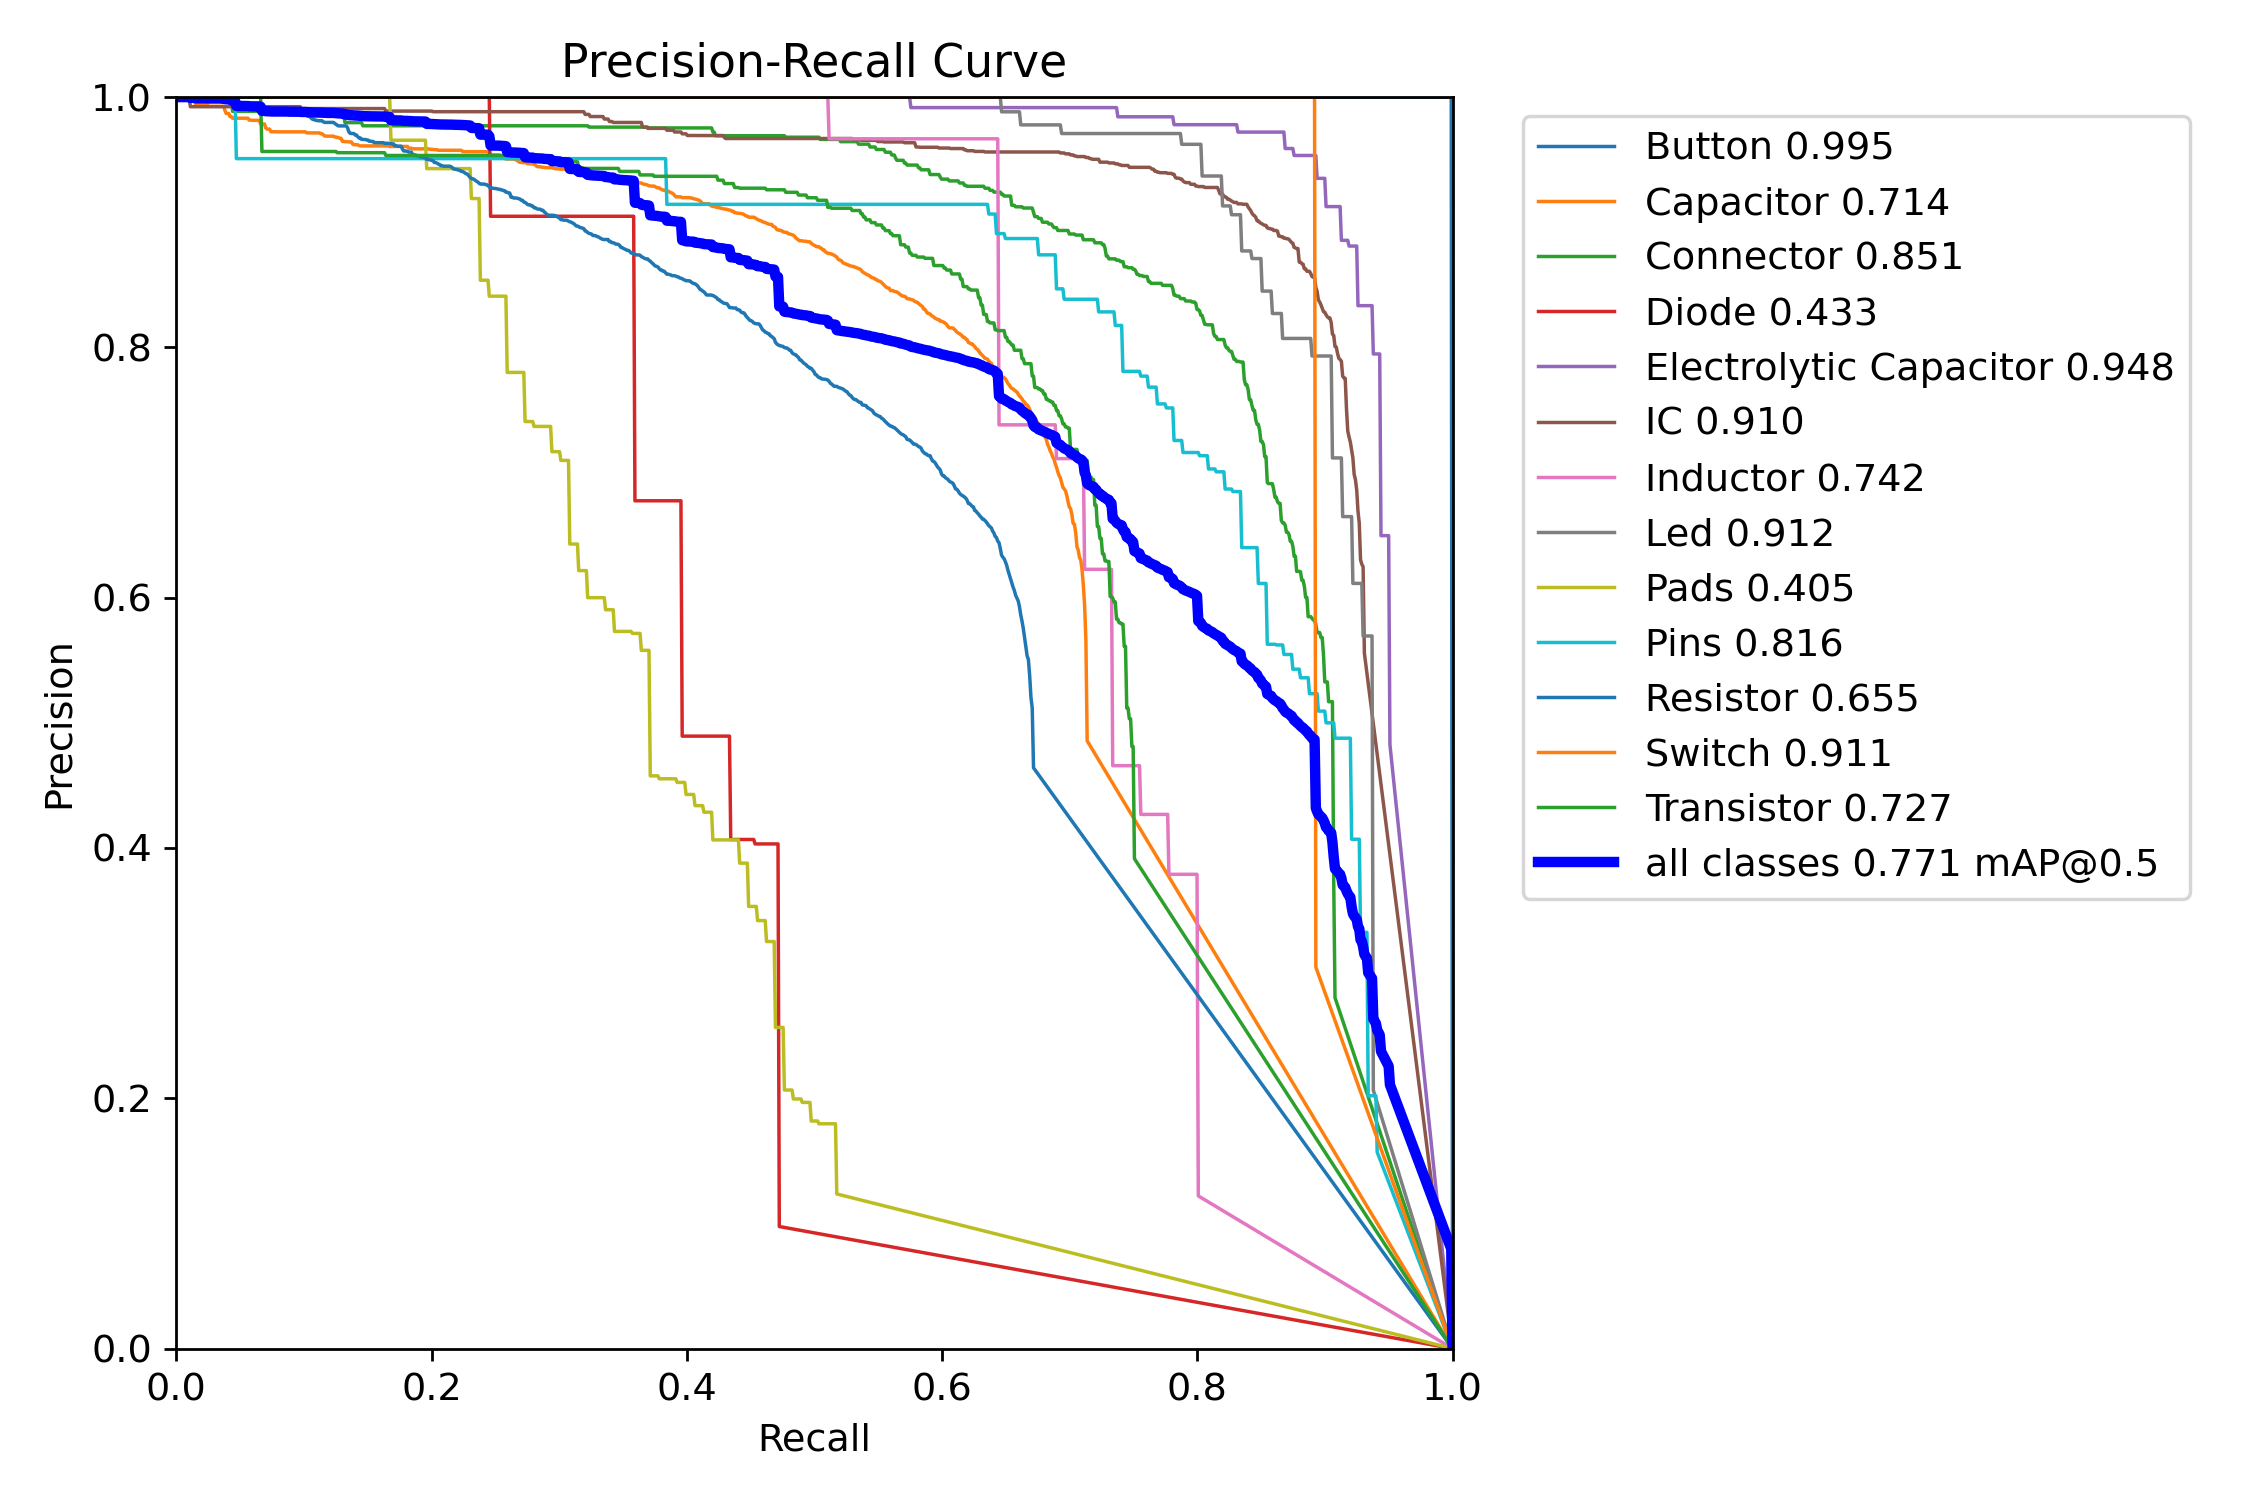 Precision-Recall Curve
1.0
0.8
0.6
0.4
0.2
0.0
Precision
0.0 0.2 0.4 0.6 0.8 1.0
Recall
Button 0.995
Capacitor 0.714
Connector 0.851
Diode 0.433
Electrolytic Capacitor 0.948
IC 0.910
Inductor 0.742
Led 0.912
Pads 0.405
Pins 0.816
Resistor 0.655
Switch 0.911
Transistor 0.727
all classes 0.771 mAP@0.5